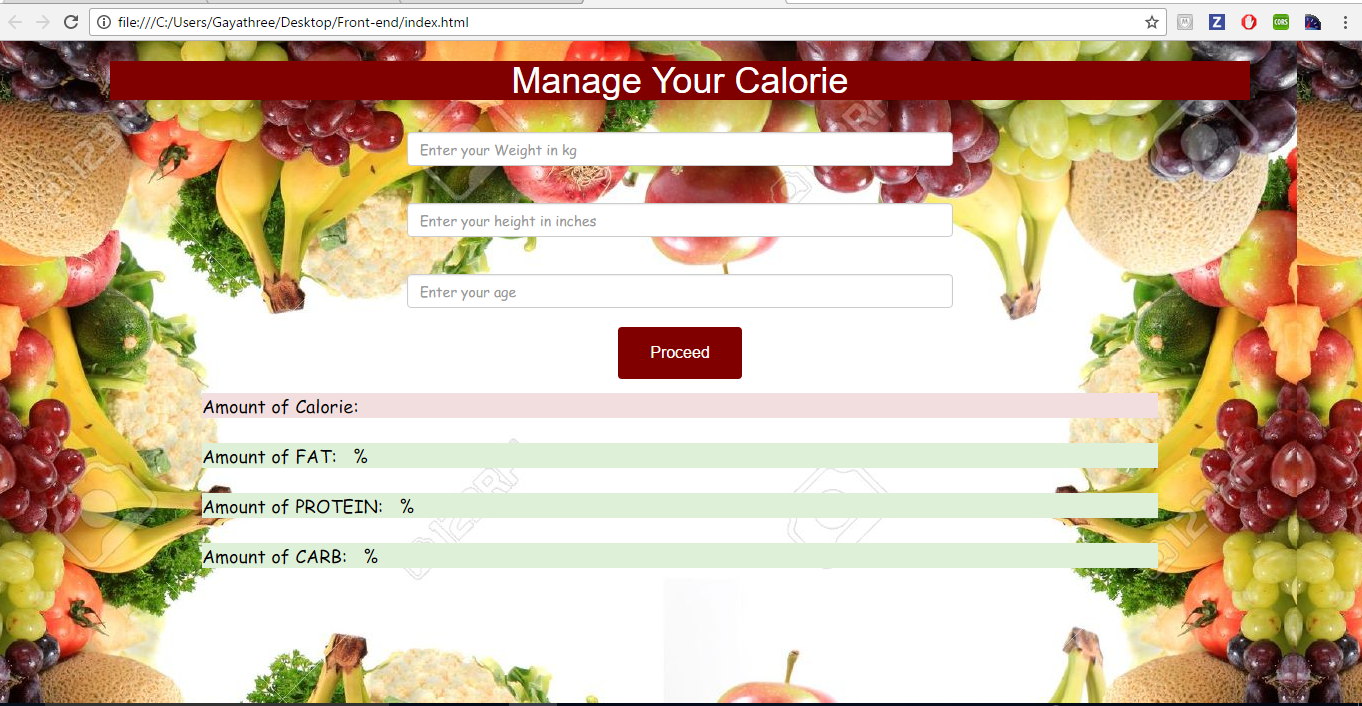 file:///C:/Users/Gayathree/Desktop/Front-end/index.html
Manage Your Calorie
Enter your Weight in kg
Enter your height in inches
Enter your age
Proceed
Amount of Calorie:
Amount of FAT: %
Amount of PROTEIN: %
Amount of CARB: %